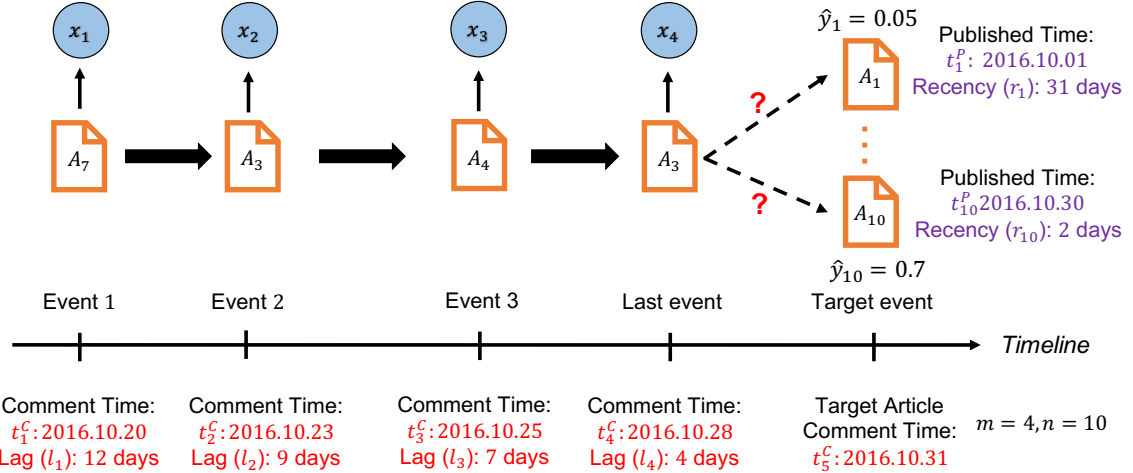 x₁
x₂
x₃
x₄
ŷ₁ = 0.05
Published Time:
t₁ᴾ: 2016.10.01
Recency (r₁): 31 days
A₁
?
A₇
A₃
A₄
A₃
?
Published Time:
t₁₀ᴾ 2016.10.30
Recency (r₁₀): 2 days
A₁₀
ŷ₁₀ = 0.7
Event 1
Event 2
Event 3
Last event
Target event
Timeline
Comment Time:
t₁ᶜ: 2016.10.20
Lag (l₁): 12 days
Comment Time:
t₂ᶜ: 2016.10.23
Lag (l₂): 9 days
Comment Time:
t₃ᶜ: 2016.10.25
Lag (l₃): 7 days
Comment Time:
t₄ᶜ: 2016.10.28
Lag (l₄): 4 days
Target Article
Comment Time:
t₅ᶜ: 2016.10.31
m = 4, n = 10